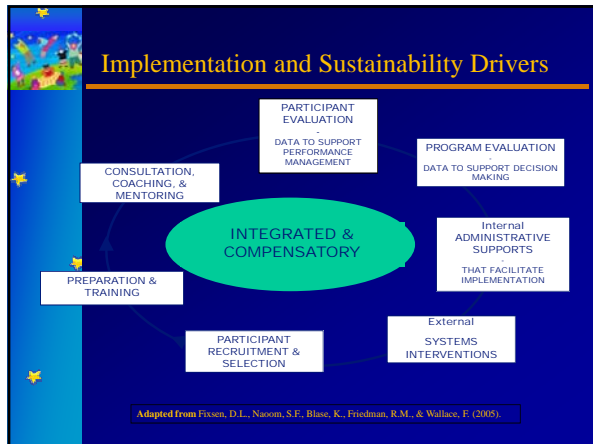 Implementation and Sustainability Drivers
PARTICIPANT
EVALUATION
-
DATA TO SUPPORT
PERFORMANCE
MANAGEMENT
PROGRAM EVALUATION
-
DATA TO SUPPORT DECISION
MAKING
CONSULTATION,
COACHING, &
MENTORING
INTEGRATED &
COMPENSATORY
Internal
ADMINISTRATIVE
SUPPORTS
-
THAT FACILITATE
IMPLEMENTATION
PREPARATION &
TRAINING
External
SYSTEMS
INTERVENTIONS
PARTICIPANT
RECRUITMENT &
SELECTION
Adapted from Fixsen, D.L., Naoom, S.F., Blase, K., Friedman, R.M., & Wallace, F. (2005).